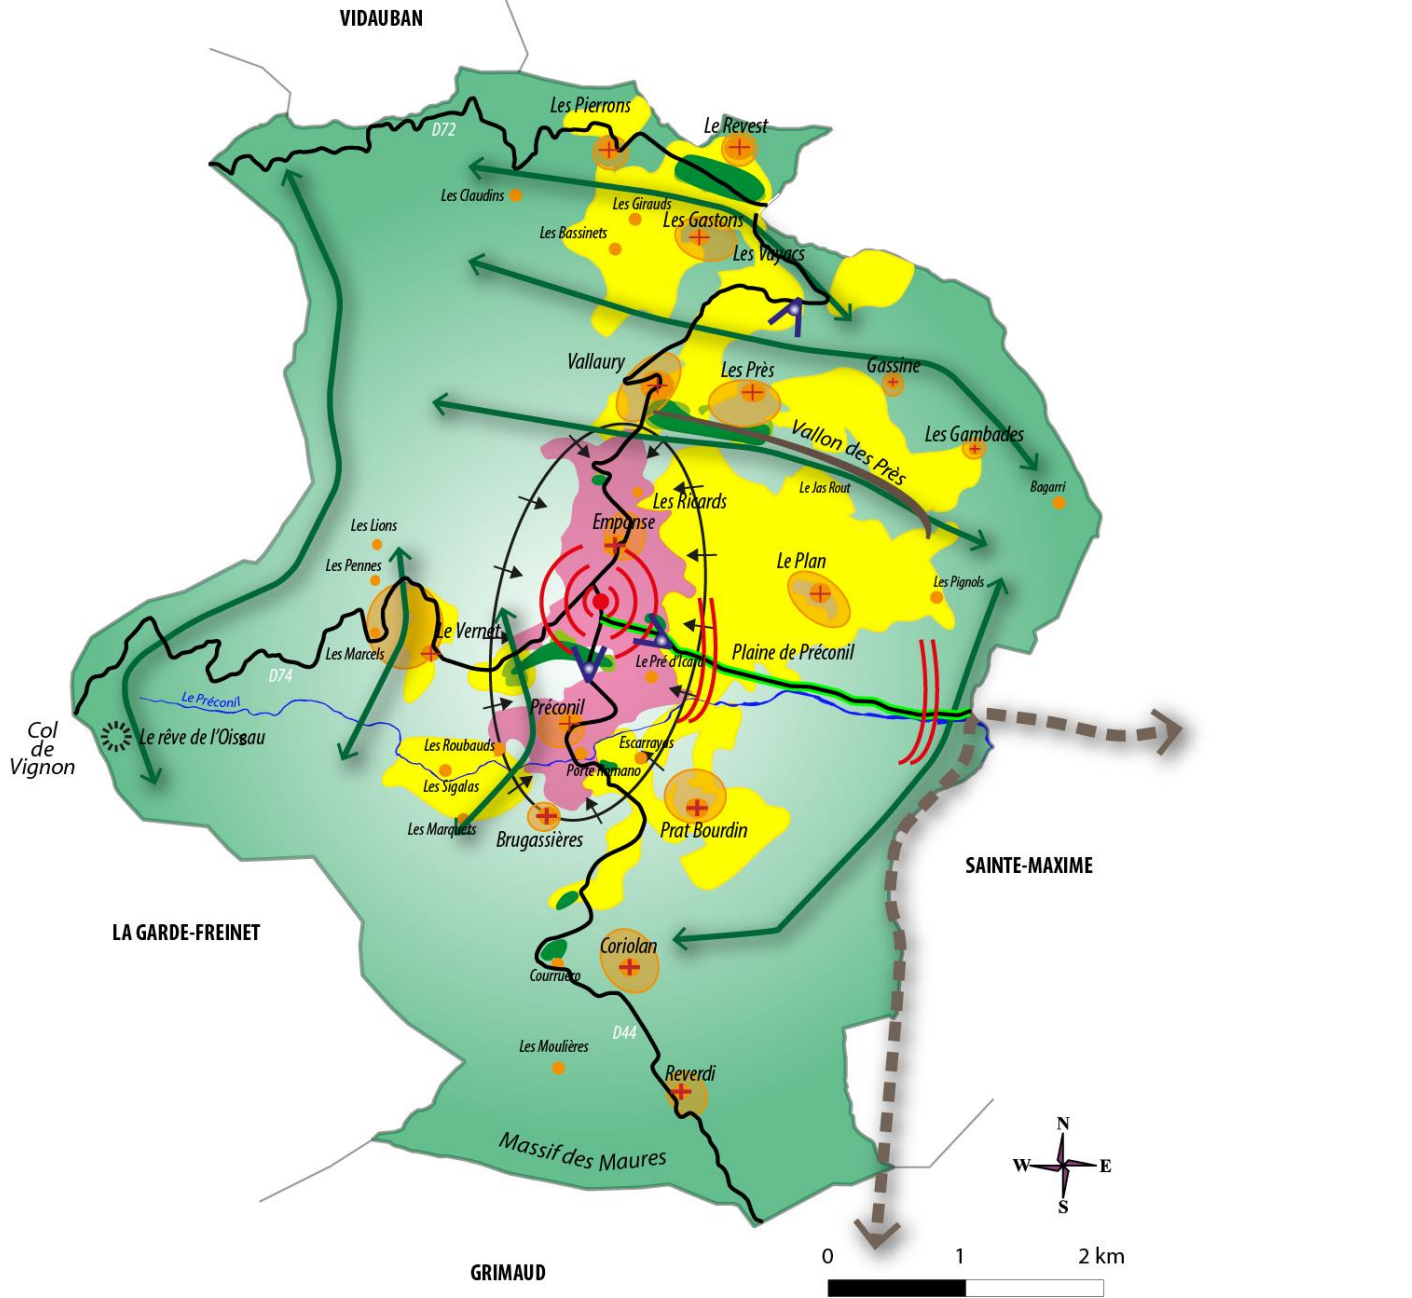 VIDAUBAN
Les Pierrons
Le Revest
D72
Les Claudins
Les Girauds
Les Gastons
Les Bassinets
Les Vayacs
Vallaury
Les Près
Gassine
Vallon des Près
Les Gambades
Le Jas Rout
Bagarri
Les Ricards
Les Lions
Empanse
Les Pennes
Le Plan
Les Pignols
Le Vernet
Les Marcels
Le Pré d'Icard
Plaine de Préconil
D74
Le Préconil
Col
de
Vignon
Le rêve de l'Oiseau
Préconil
Les Roubauds
Escarrayas
Porte Romano
Les Sigalas
Les Marquets
Brugassières
Prat Bourdin
SAINTE-MAXIME
LA GARDE-FREINET
Coriolan
Courruero
D44
Les Moulières
Reverdi
Massif des Maures
N
W E
S
0 1 2 km
GRIMAUD